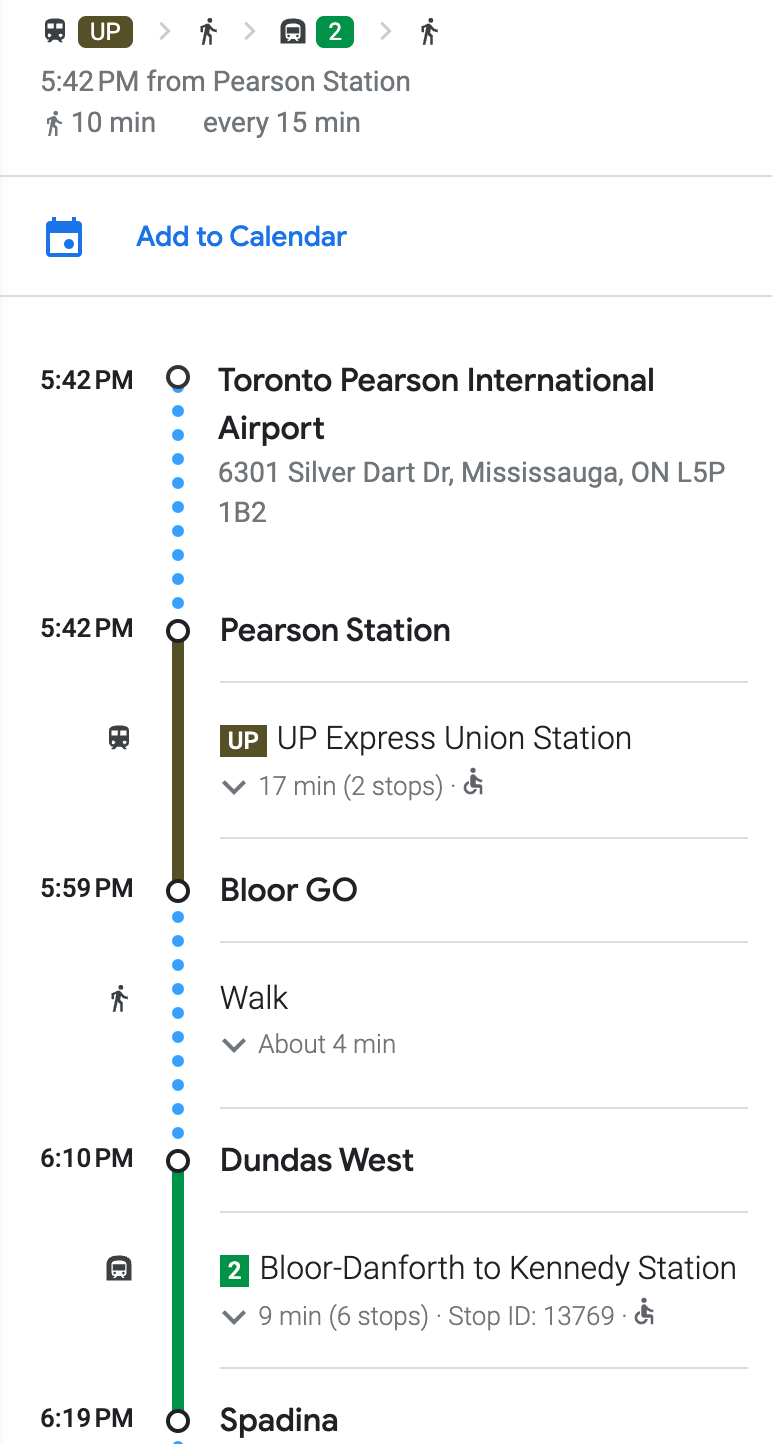 UP 2
5:42 PM from Pearson Station
10 min every 15 min
Add to Calendar
5:42 PM Toronto Pearson International
Airport
6301 Silver Dart Dr, Mississauga, ON L5P
1B2
5:42 PM Pearson Station
UP UP Express Union Station
17 min (2 stops) ·
5:59 PM Bloor GO
Walk
About 4 min
6:10 PM Dundas West
2 Bloor-Danforth to Kennedy Station
9 min (6 stops) · Stop ID: 13769 ·
6:19 PM Spadina